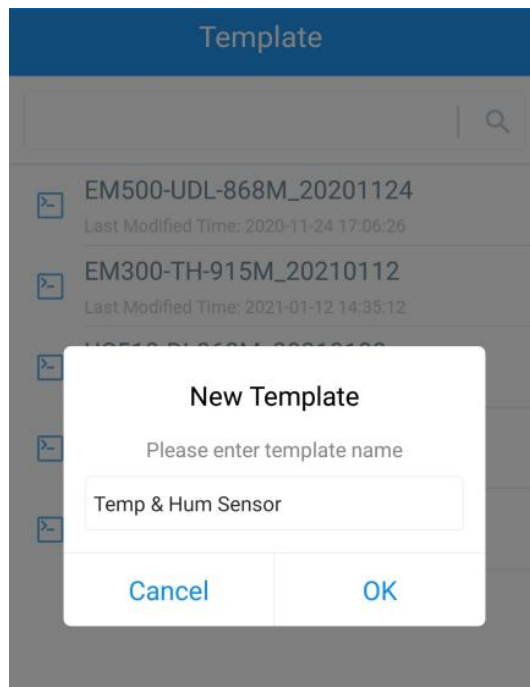 Template
EM500-UDL-868M_20201124
Last Modified Time: 2020-11-24 17:06:26
EM300-TH-915M_20210112
Last Modified Time: 2021-01-12 14:35:12
New Template
Please enter template name
Temp & Hum Sensor
Cancel
OK